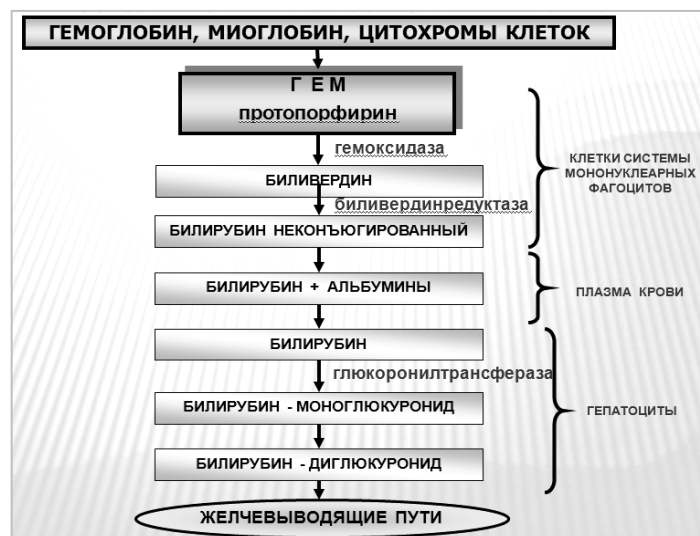 ГЕМОГЛОБИН, МИОГЛОБИН, ЦИТОХРОМЫ КЛЕТОК
Г Е М
протопорфирин
гемоксидаза
БИЛИВЕРДИН
биливердинредуктаза
БИЛИРУБИН НЕКОНЪЮГИРОВАННЫЙ
КЛЕТКИ СИСТЕМЫ
МОНОНУКЛЕАРНЫХ
ФАГОЦИТОВ
БИЛИРУБИН + АЛЬБУМИНЫ
ПЛАЗМА КРОВИ
БИЛИРУБИН
глюкоронилтрансфераза
БИЛИРУБИН - МОНОГЛЮКУРОНИД
БИЛИРУБИН - ДИГЛЮКУРОНИД
ГЕПАТОЦИТЫ
ЖЕЛЧЕВЫВОДЯЩИЕ ПУТИ